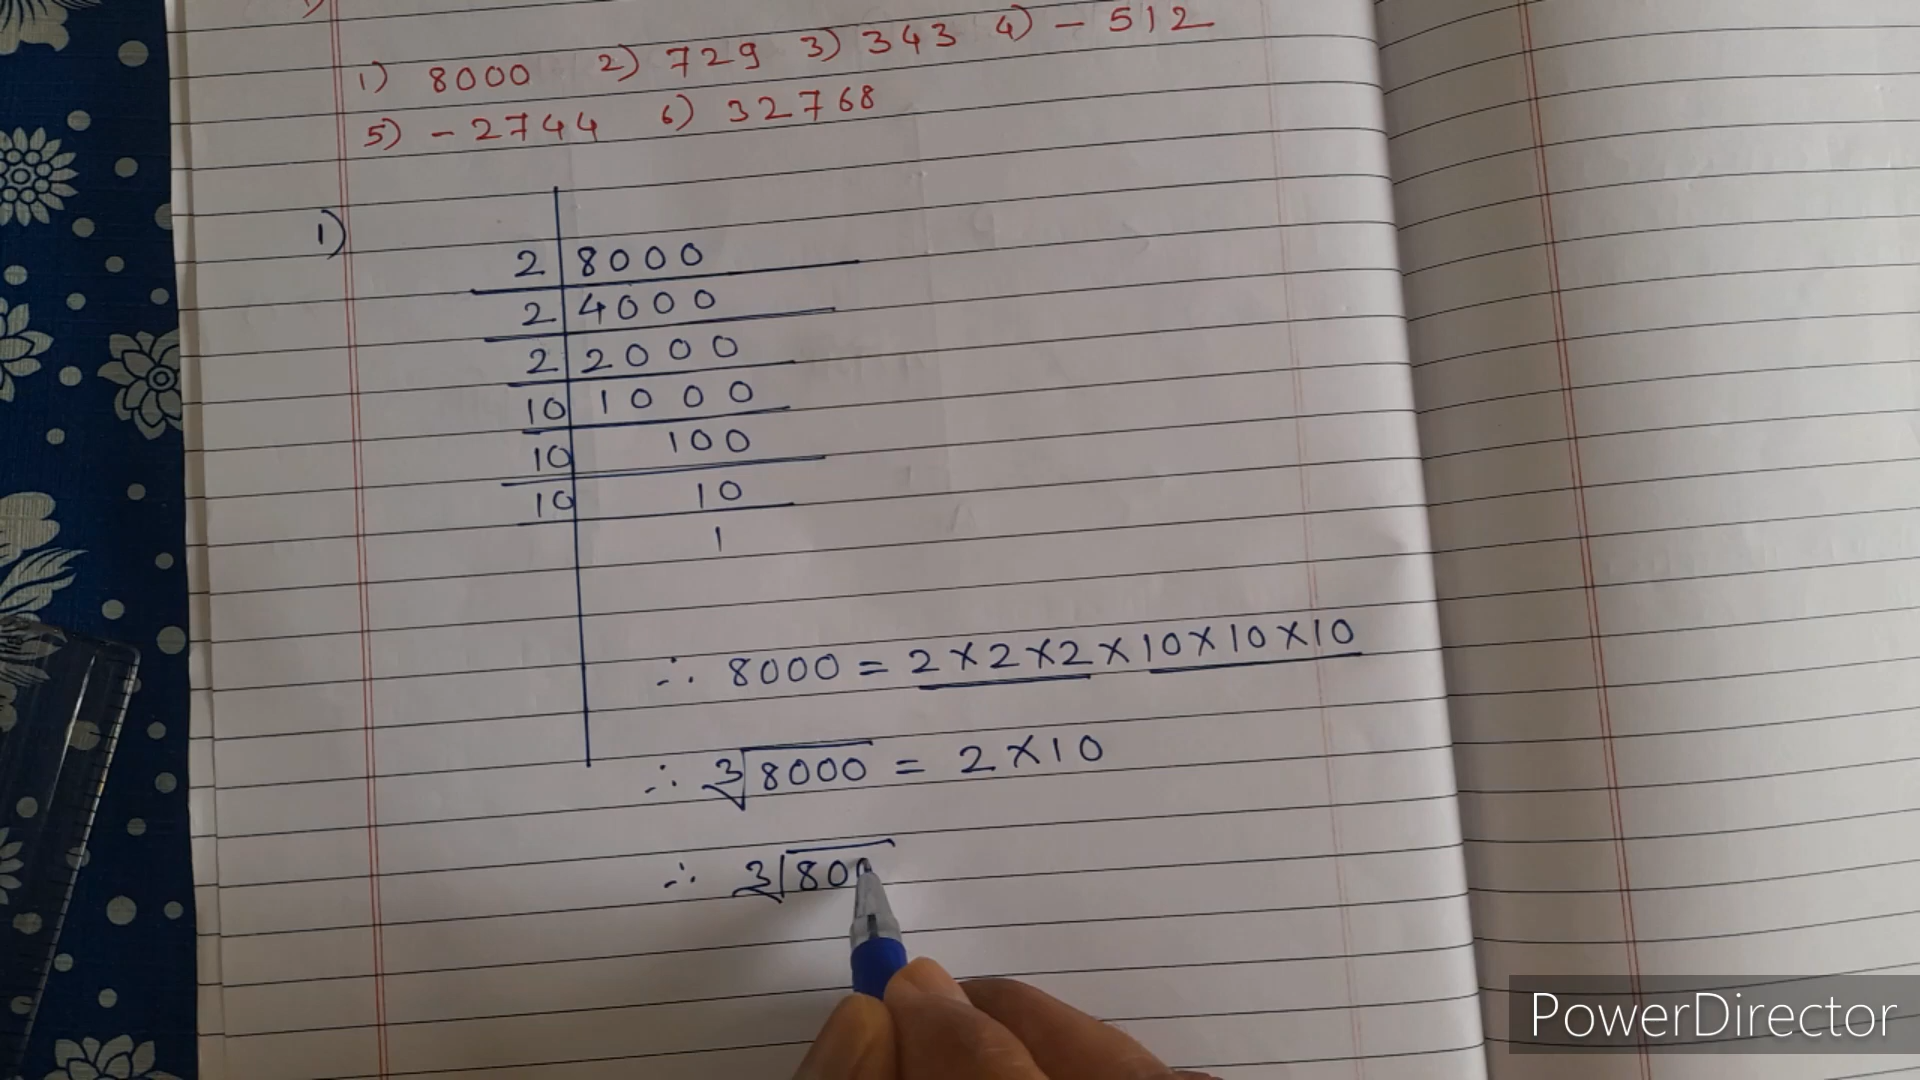 1) 8000 2) 729 3) 343 4) - 512
5) - 2744 6) 32768
1)
2 | 8000
2 | 4000
2 | 2000
10 | 1000
10 | 100
10 | 10
1
∴ 8000 = 2×2×2×10×10×10
∴ ∛8000 = 2×10
∴ ∛800
PowerDirector